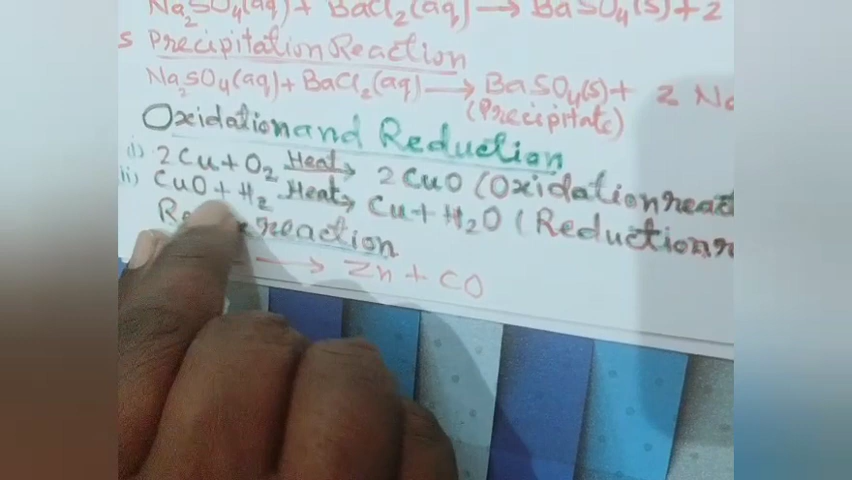 Na₂SO₄(aq) + BaCl₂(aq) → BaSO₄(s) + 2
s Precipitation Reaction
Na₂SO₄(aq) + BaCl₂(aq) → BaSO₄(s) + 2 Na
(Precipitate)
Oxidation and Reduction
i) 2Cu + O₂ Heat → 2CuO (Oxidation react
ii) CuO + H₂ Heat → Cu + H₂O (Reduction r
reaction
→ Zn + CO